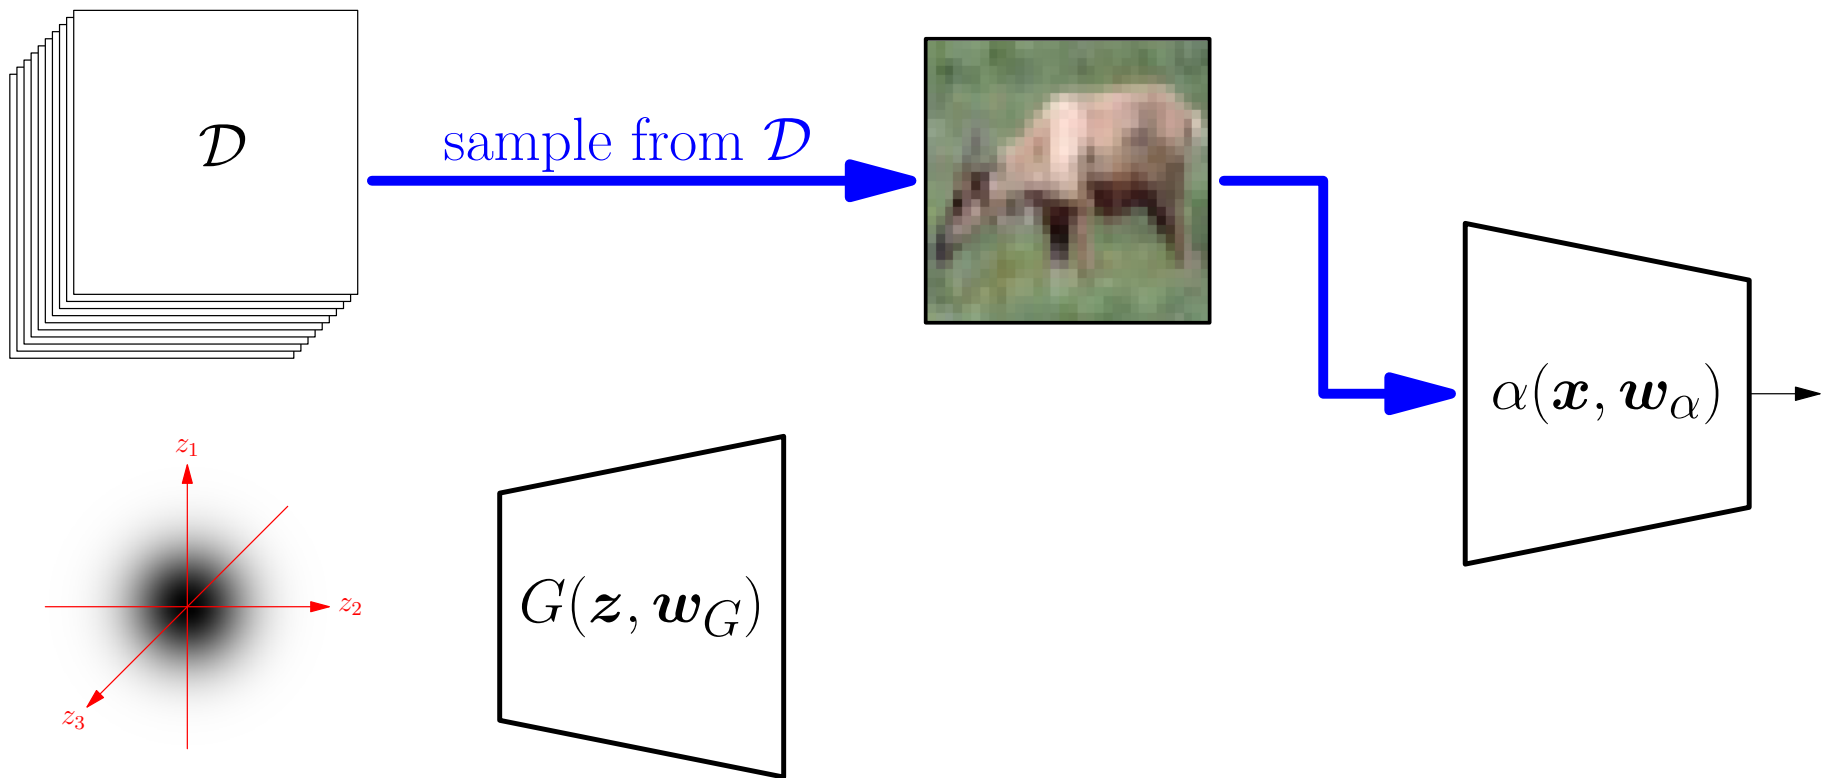 𝒟
sample from 𝒟
α(𝒙, 𝒘_α)
z₁
z₂
z₃
G(𝒛, 𝒘_G)